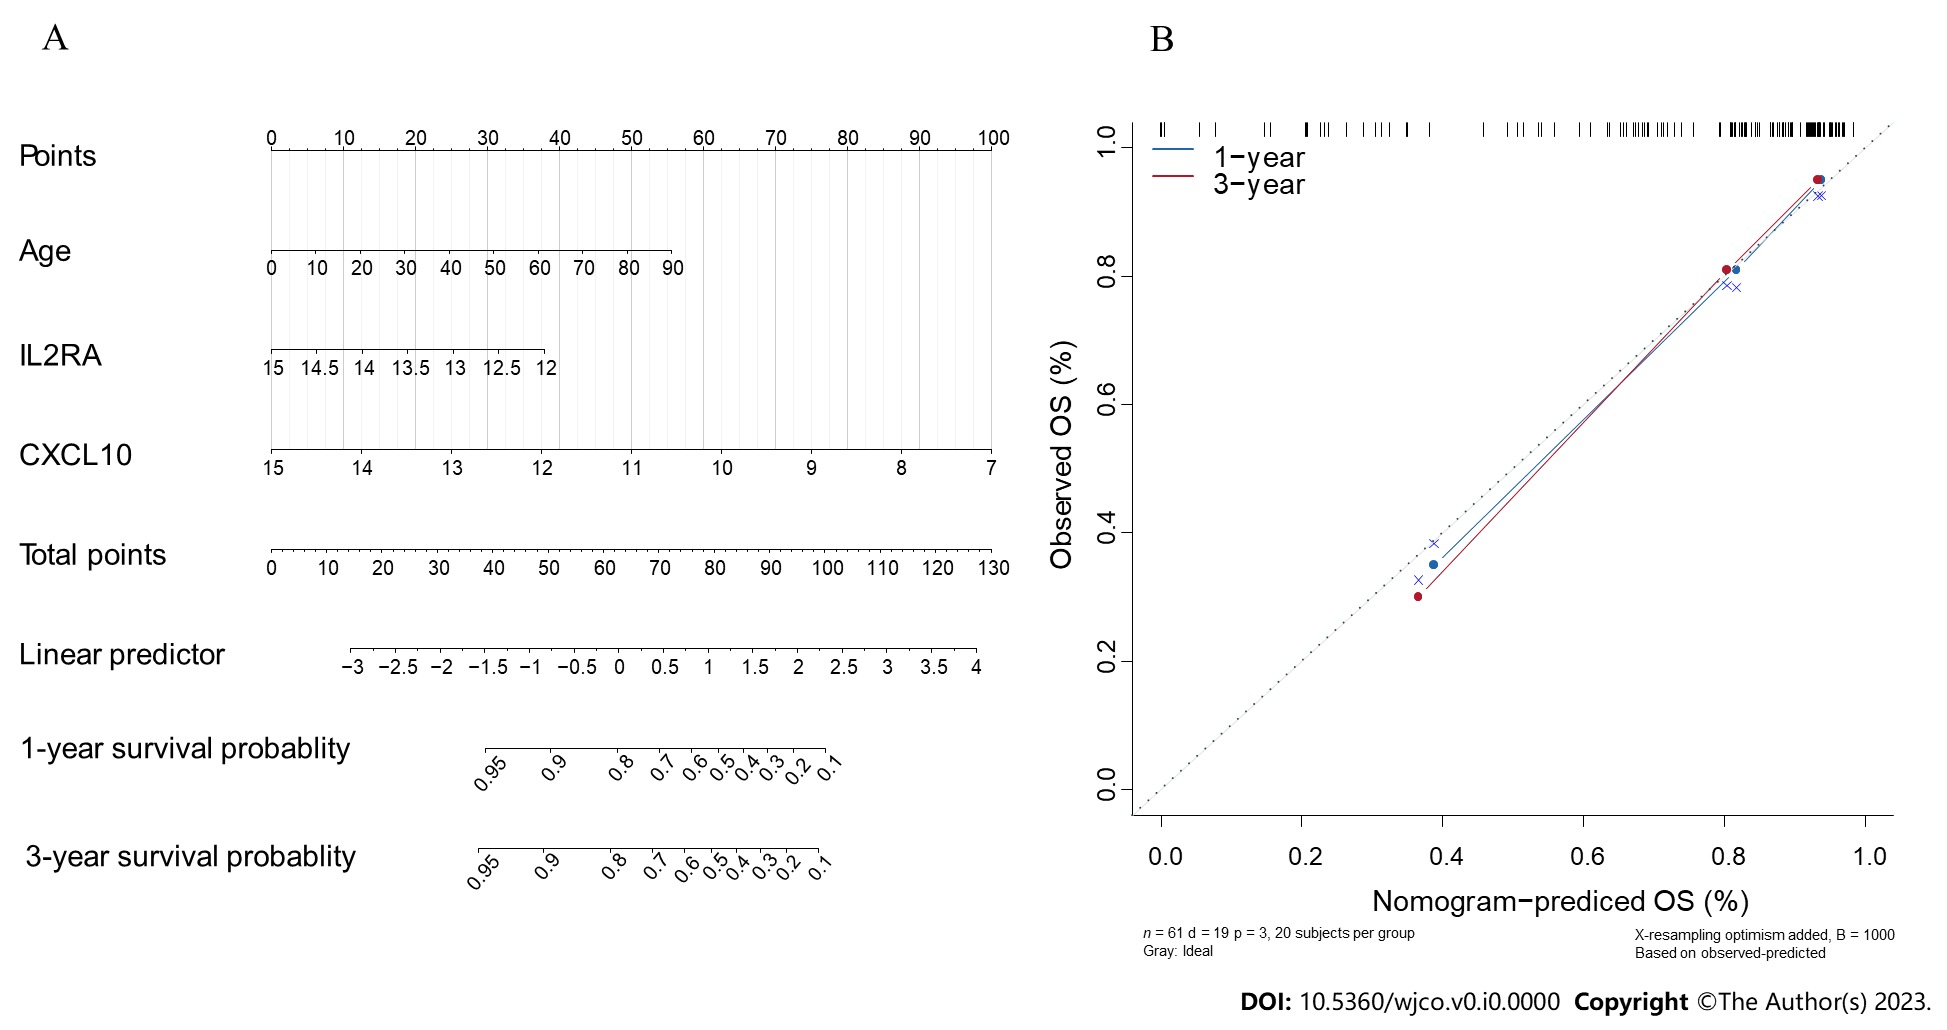 A
Points
0 10 20 30 40 50 60 70 80 90 100
Age
0 10 20 30 40 50 60 70 80 90
IL2RA
15 14.5 14 13.5 13 12.5 12
CXCL10
15 14 13 12 11 10 9 8 7
Total points
0 10 20 30 40 50 60 70 80 90 100 110 120 130
Linear predictor
−3 −2.5 −2 −1.5 −1 −0.5 0 0.5 1 1.5 2 2.5 3 3.5 4
1-year survival probablity
0.95 0.9 0.8 0.7 0.6 0.5 0.4 0.3 0.2 0.1
3-year survival probablity
0.95 0.9 0.8 0.7 0.6 0.5 0.4 0.3 0.2 0.1
B
1−year
3−year
Observed OS (%)
1.0
0.8
0.6
0.4
0.2
0.0
0.0 0.2 0.4 0.6 0.8 1.0
Nomogram−prediced OS (%)
n = 61 d = 19 p = 3, 20 subjects per group
Gray: Ideal
X-resampling optimism added, B = 1000
Based on observed-predicted
DOI: 10.5360/wjco.v0.i0.0000 Copyright ©The Author(s) 2023.